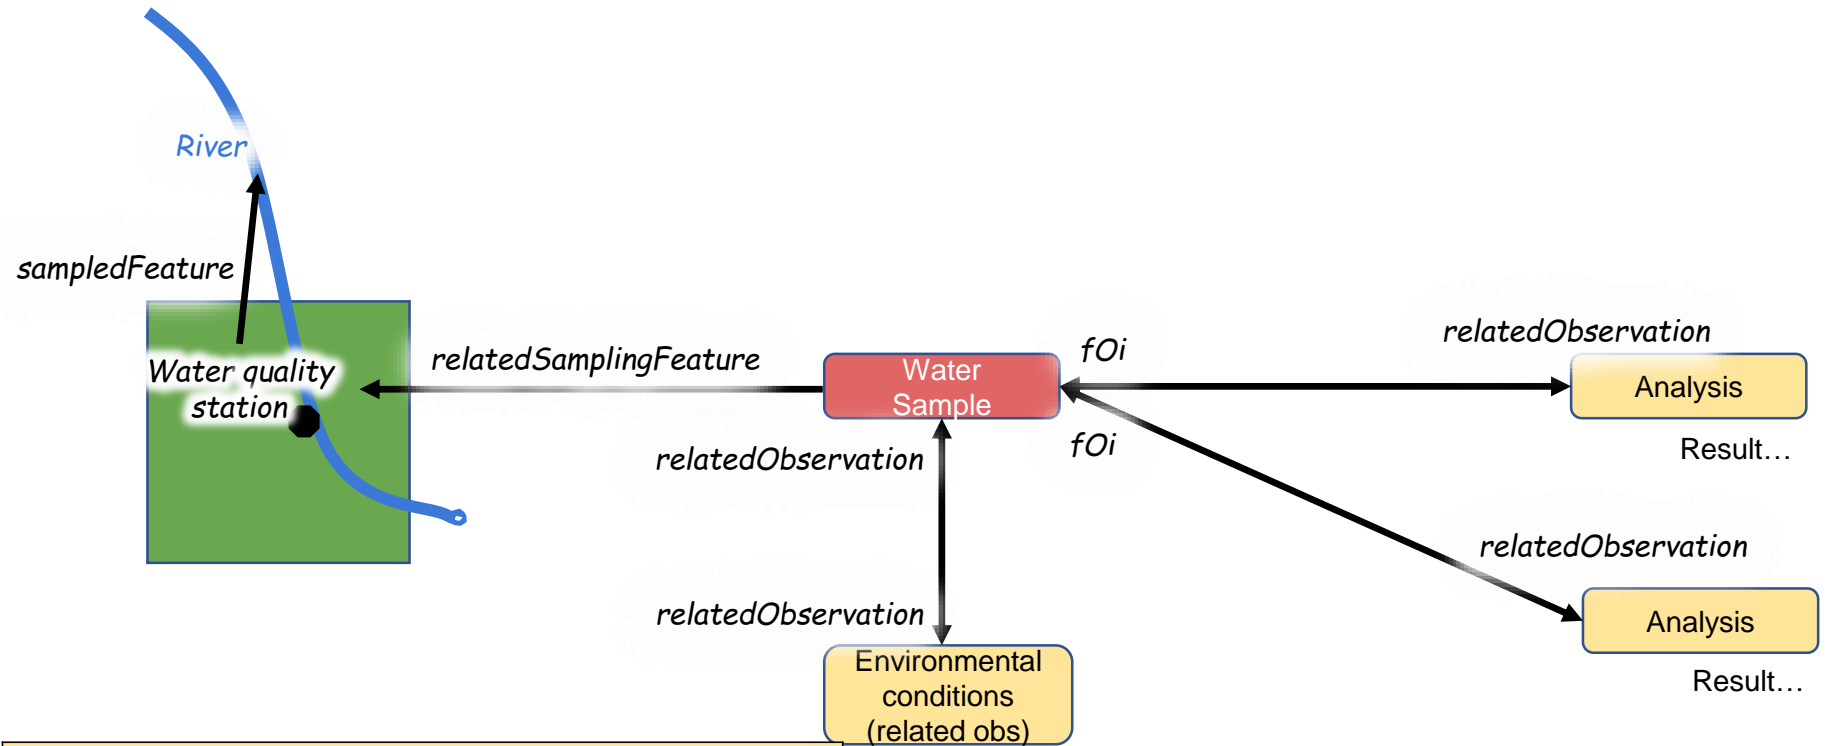 River
sampledFeature
Water quality
station
relatedSamplingFeature
Water
Sample
fOi
relatedObservation
Analysis
Result…
fOi
relatedObservation
relatedObservation
Analysis
Result…
relatedObservation
Environmental
conditions
(related obs)